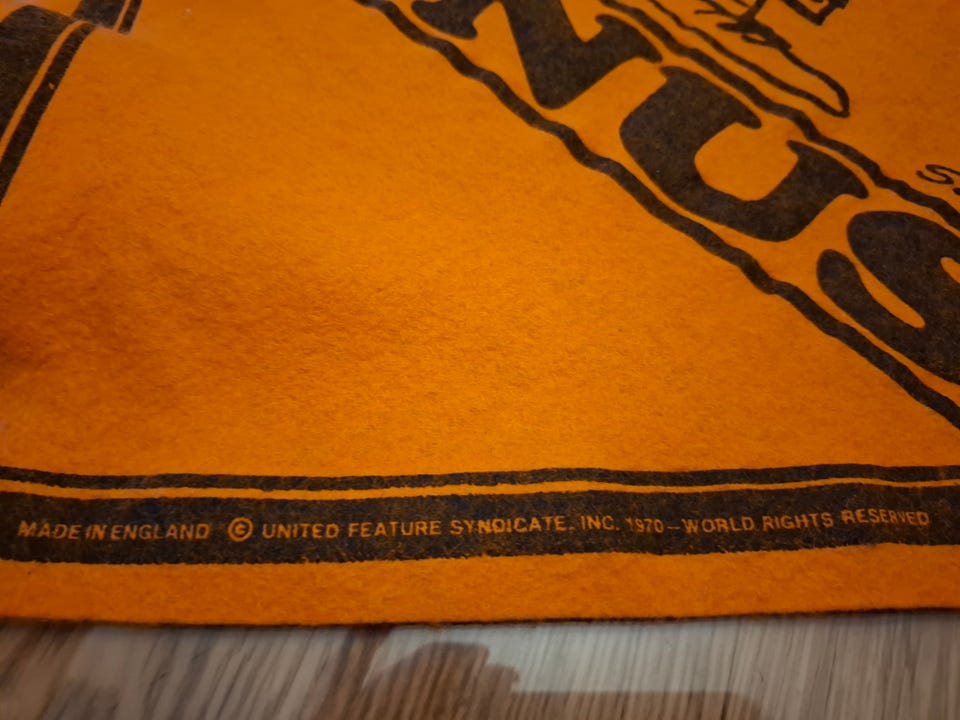 MADE IN ENGLAND © UNITED FEATURE SYNDICATE. INC. 1970 – WORLD RIGHTS RESERVED